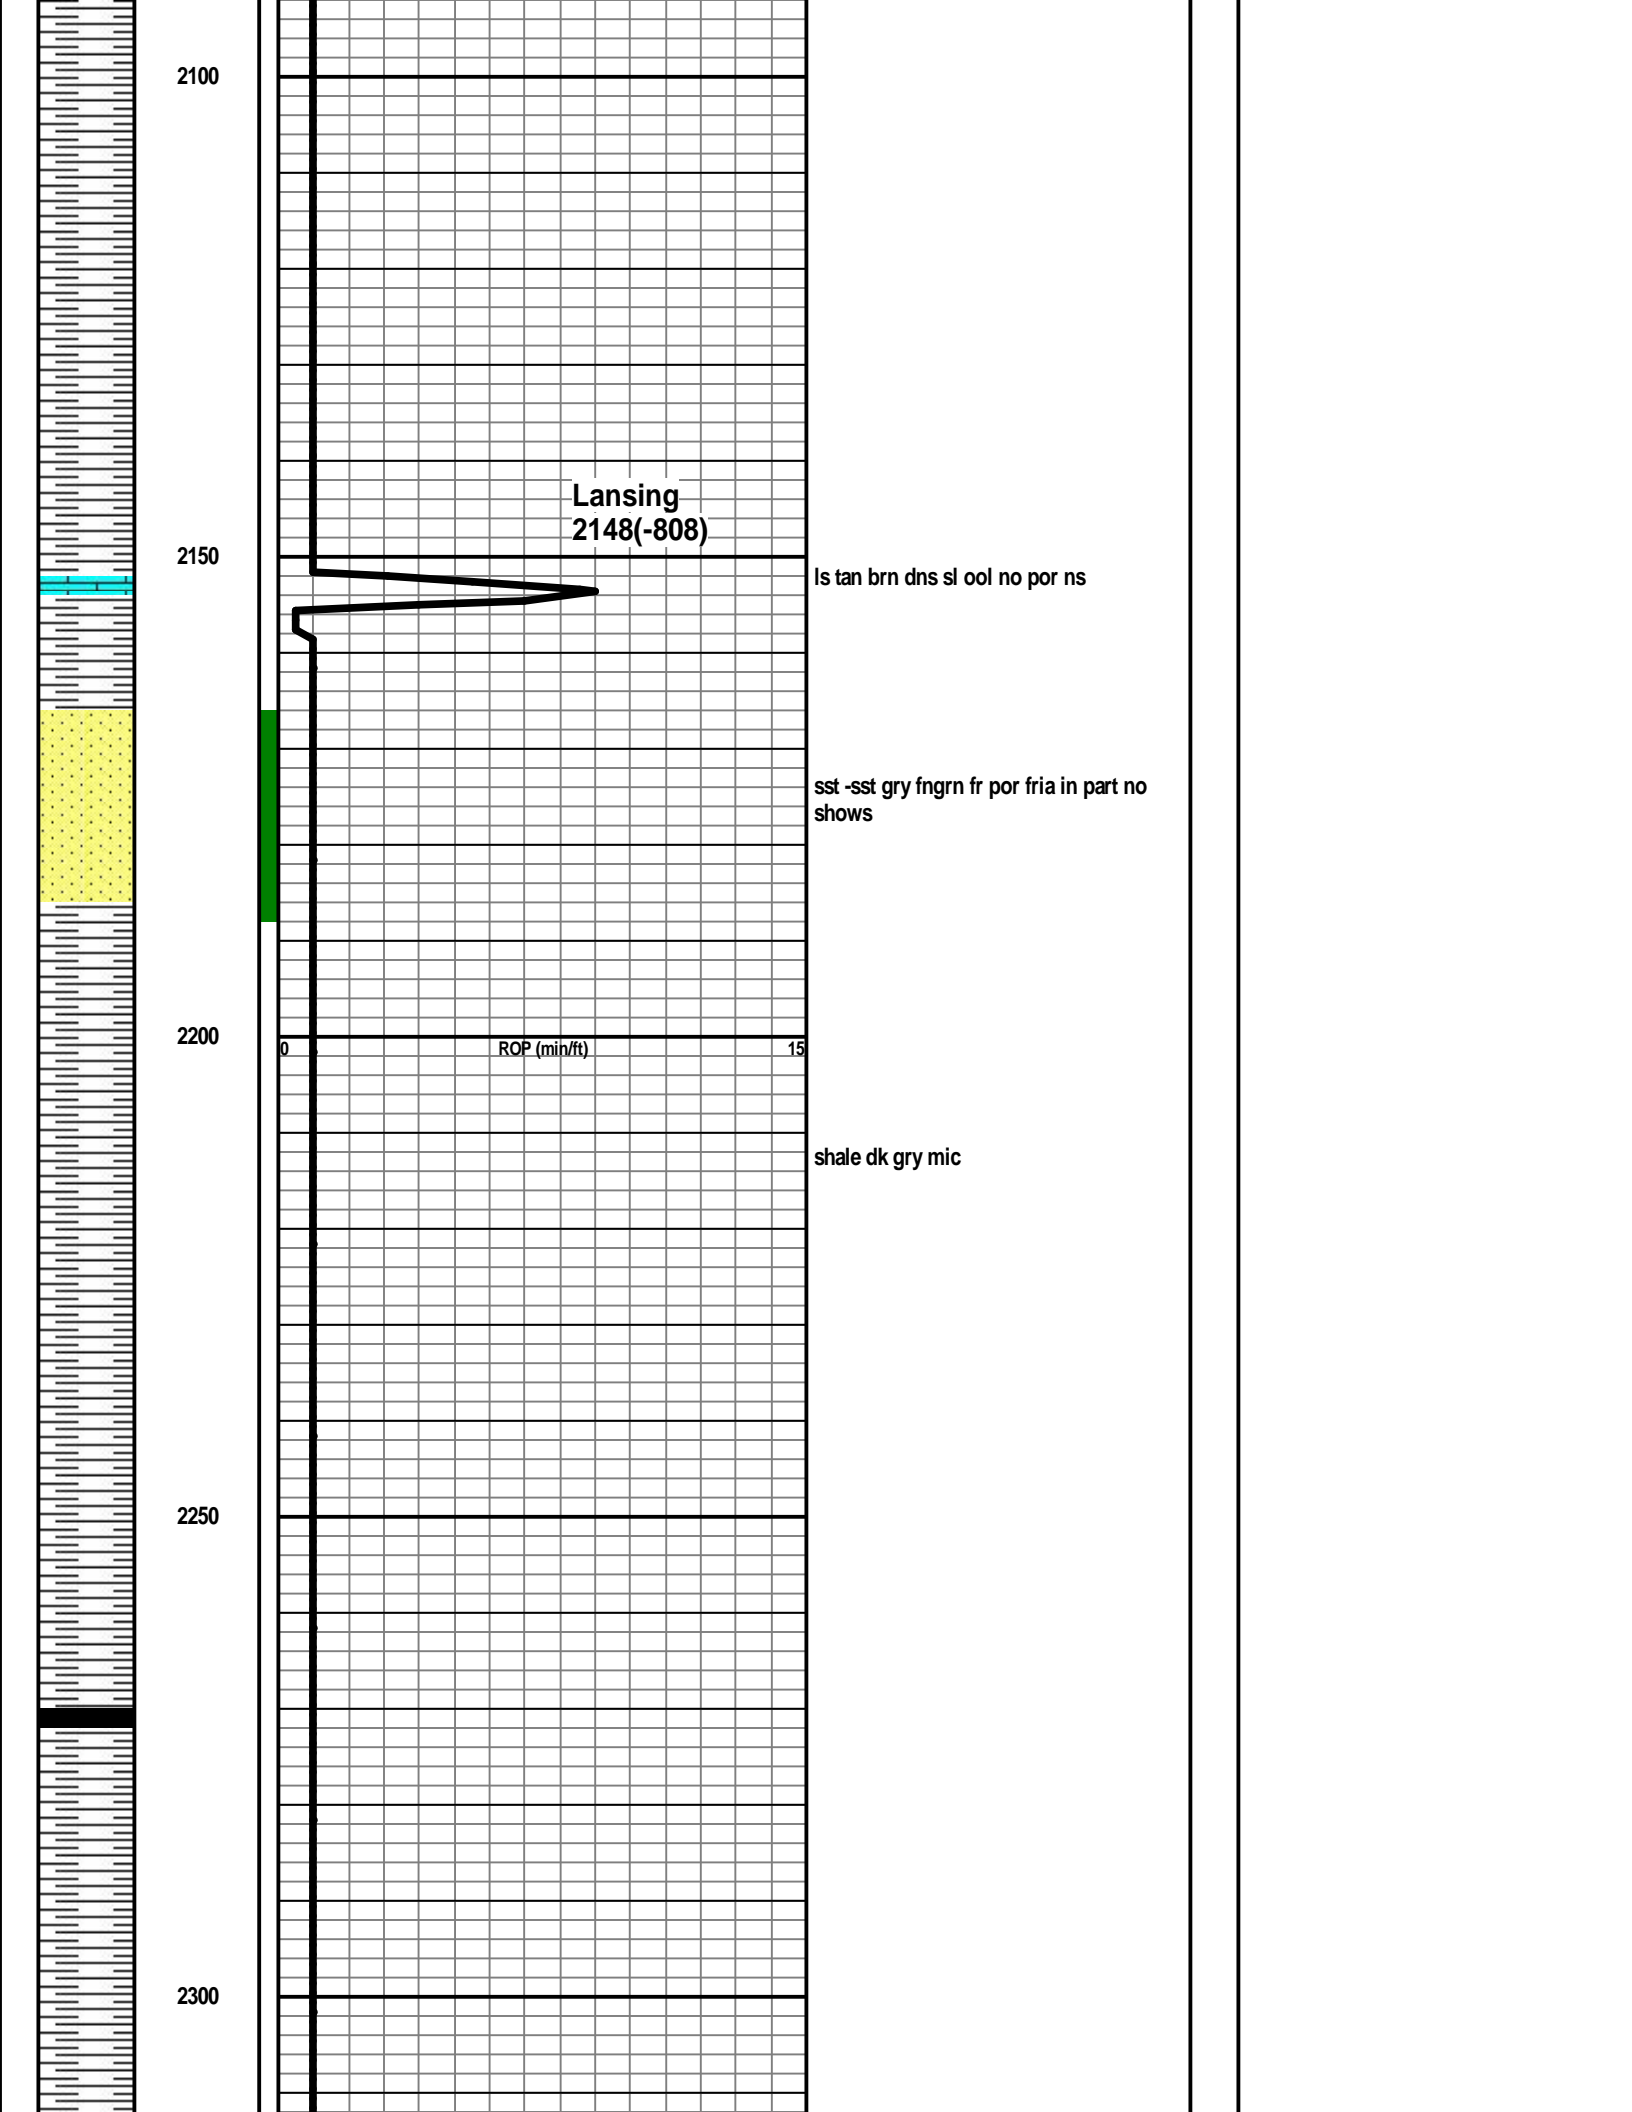 2100
Lansing
2148(-808)
2150
ls tan brn dns sl ool no por ns
sst -sst gry fngrn fr por fria in part no
shows
2200
0 ROP (min/ft) 15
shale dk gry mic
2250
2300